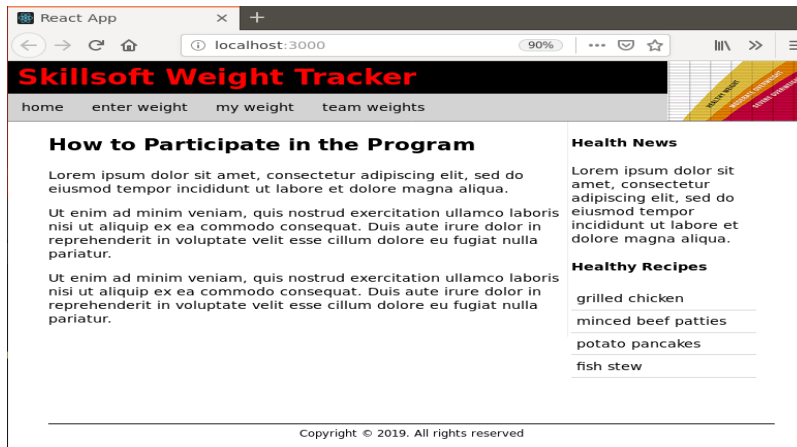 React App
localhost:3000
90%
Skillsoft Weight Tracker
home enter weight my weight team weights
HEALTHY WEIGHT
MODERATE OVERWEIGHT
SEVERE OVERWEIGHT
How to Participate in the Program
Lorem ipsum dolor sit amet, consectetur adipiscing elit, sed do
eiusmod tempor incididunt ut labore et dolore magna aliqua.
Ut enim ad minim veniam, quis nostrud exercitation ullamco laboris
nisi ut aliquip ex ea commodo consequat. Duis aute irure dolor in
reprehenderit in voluptate velit esse cillum dolore eu fugiat nulla
pariatur.
Ut enim ad minim veniam, quis nostrud exercitation ullamco laboris
nisi ut aliquip ex ea commodo consequat. Duis aute irure dolor in
reprehenderit in voluptate velit esse cillum dolore eu fugiat nulla
pariatur.
Health News
Lorem ipsum dolor sit
amet, consectetur
adipiscing elit, sed do
eiusmod tempor
incididunt ut labore et
dolore magna aliqua.
Healthy Recipes
grilled chicken
minced beef patties
potato pancakes
fish stew
Copyright © 2019. All rights reserved